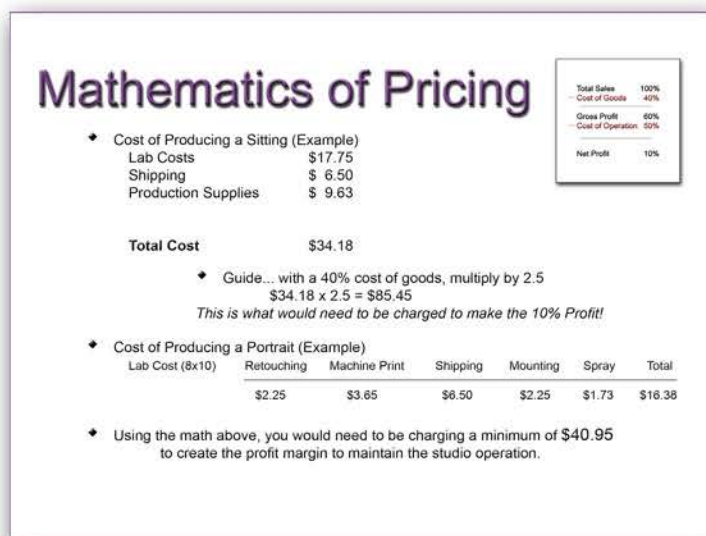 Mathematics of Pricing
Total Sales 100%
- Cost of Goods 40%
Gross Profit 60%
- Cost of Operation 50%
Net Profit 10%
Cost of Producing a Sitting (Example)
Lab Costs $17.75
Shipping $ 6.50
Production Supplies $ 9.63
Total Cost $34.18
Guide... with a 40% cost of goods, multiply by 2.5
$34.18 x 2.5 = $85.45
This is what would need to be charged to make the 10% Profit!
Cost of Producing a Portrait (Example)
Lab Cost (8x10) Retouching Machine Print Shipping Mounting Spray Total
$2.25 $3.65 $6.50 $2.25 $1.73 $16.38
Using the math above, you would need to be charging a minimum of $40.95
to create the profit margin to maintain the studio operation.